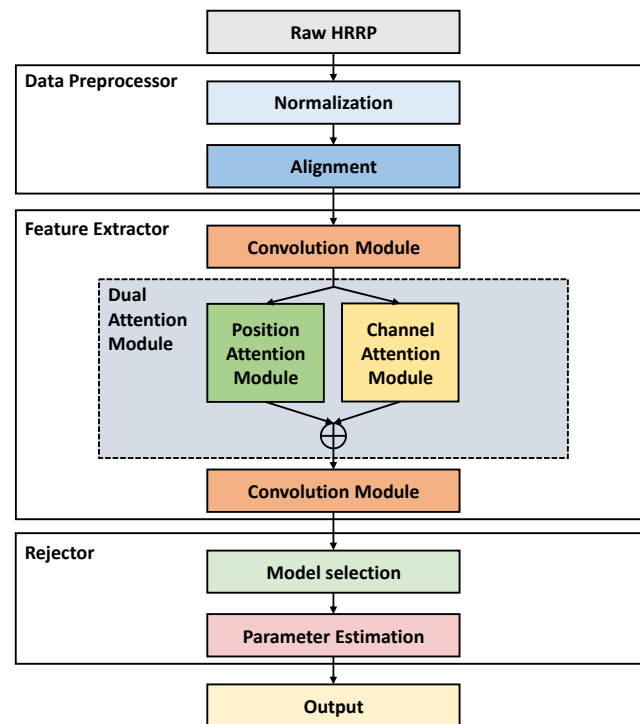 Raw HRRP
Data Preprocessor
Normalization
Alignment
Feature Extractor
Convolution Module
Dual
Attention
Module
Position
Attention
Module
Channel
Attention
Module
Convolution Module
Rejector
Model selection
Parameter Estimation
Output